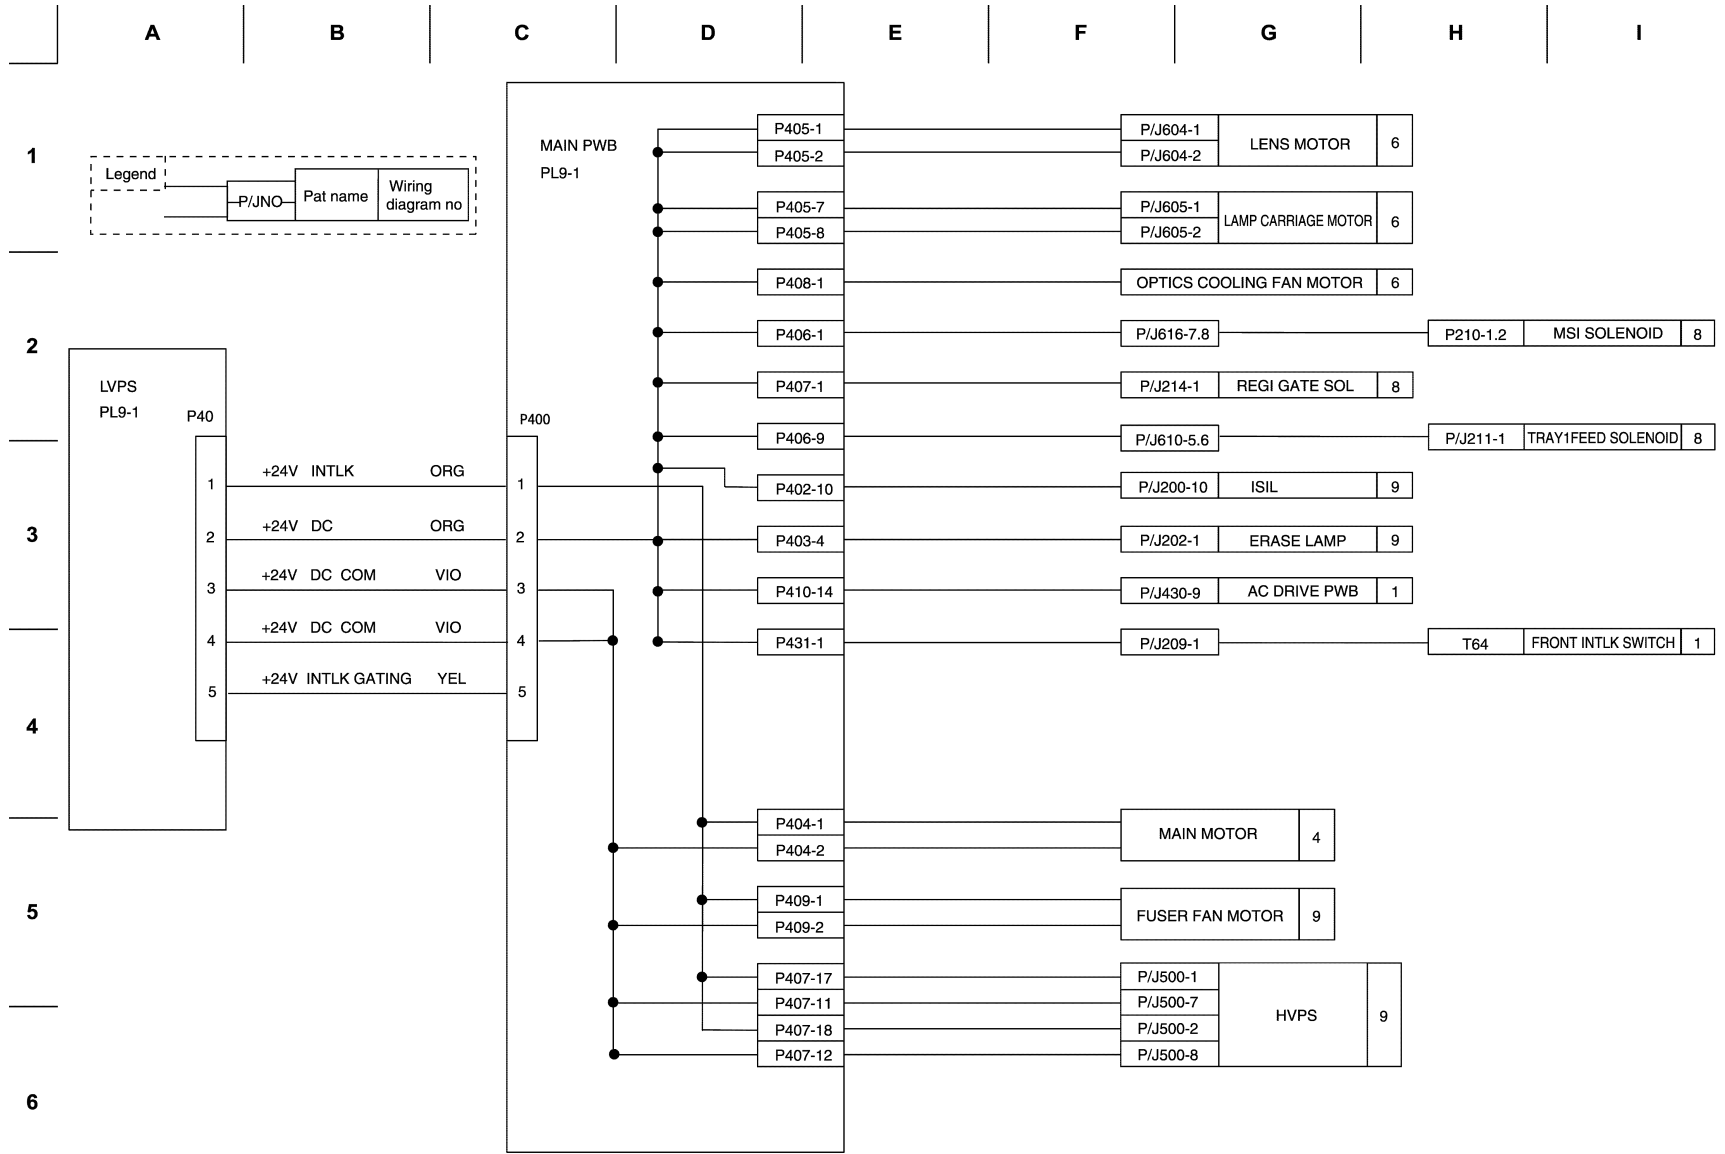 A B C D E F G H I
1
2
3
4
5
6
Legend
P/JNO
Pat name
Wiring
diagram no
MAIN PWB
PL9-1
P405-1
P/J604-1
P405-2
P/J604-2
LENS MOTOR
6
P405-7
P/J605-1
P405-8
P/J605-2
LAMP CARRIAGE MOTOR
6
P408-1
OPTICS COOLING FAN MOTOR
6
P406-1
P/J616-7.8
P210-1.2
MSI SOLENOID
8
P407-1
P/J214-1
REGI GATE SOL
8
P406-9
P/J610-5.6
P/J211-1
TRAY1FEED SOLENOID
8
P402-10
P/J200-10
ISIL
9
P403-4
P/J202-1
ERASE LAMP
9
P410-14
P/J430-9
AC DRIVE PWB
1
P431-1
P/J209-1
T64
FRONT INTLK SWITCH
1
LVPS
PL9-1
P40
P400
1 +24V INTLK ORG 1
2 +24V DC ORG 2
3 +24V DC COM VIO 3
4 +24V DC COM VIO 4
5 +24V INTLK GATING YEL 5
P404-1
P404-2
MAIN MOTOR
4
P409-1
P409-2
FUSER FAN MOTOR
9
P407-17
P/J500-1
P407-11
P/J500-7
P407-18
P/J500-2
P407-12
P/J500-8
HVPS
9